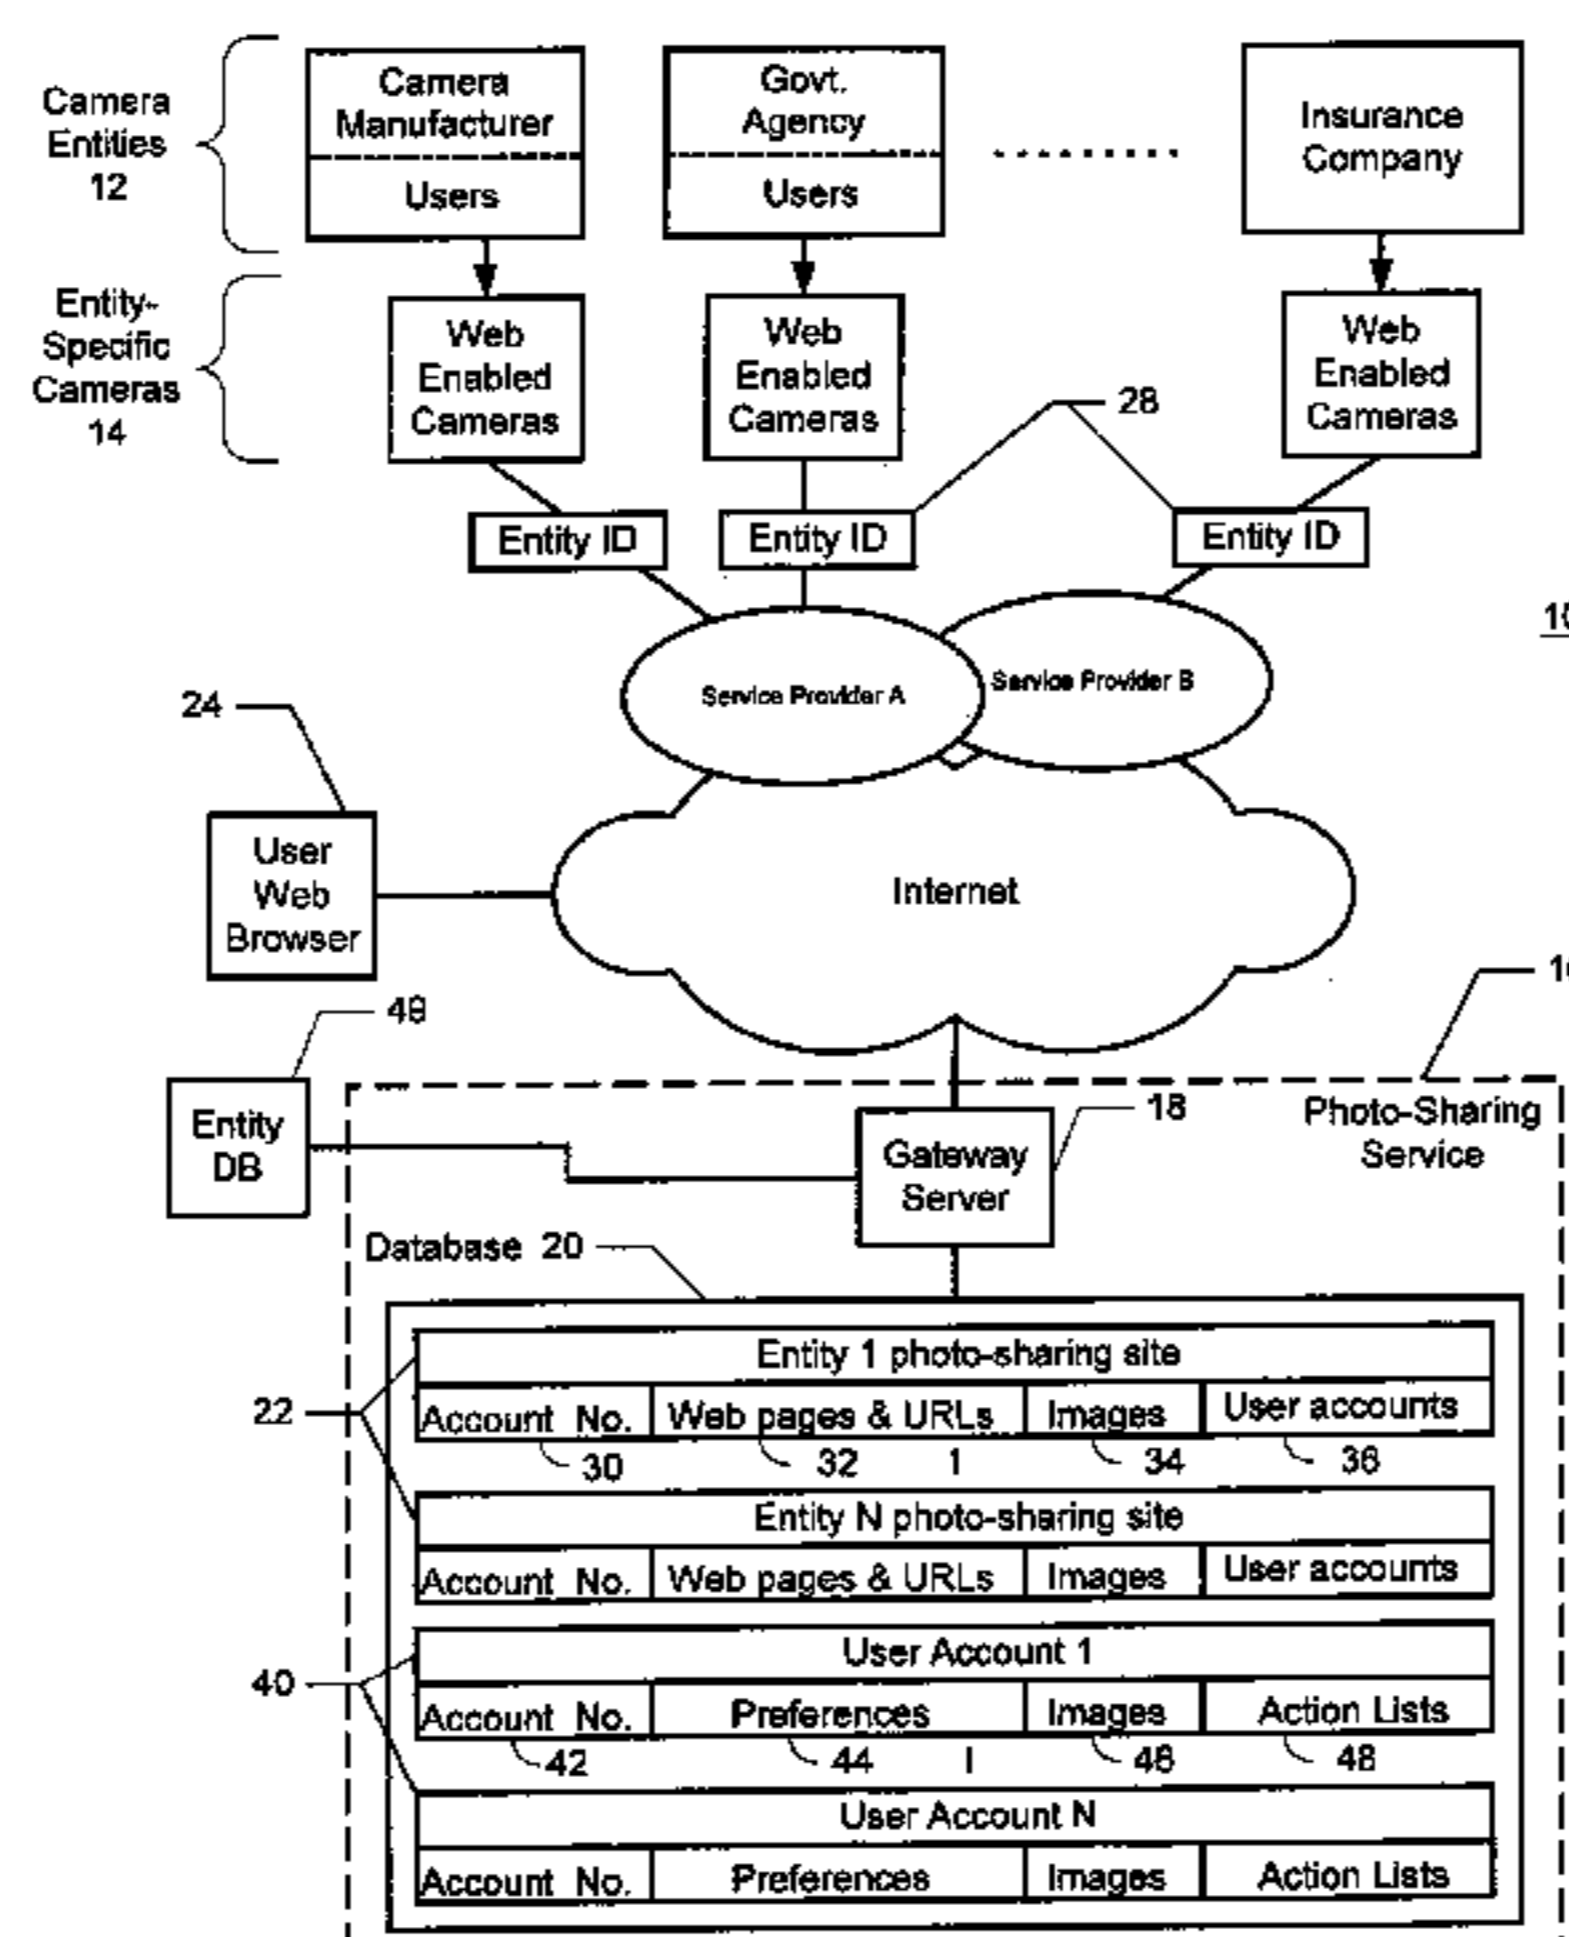 Camera
Entities
12
Camera
Manufacturer
Users
Govt.
Agency
Users
Insurance
Company
Entity-
Specific
Cameras
14
Web
Enabled
Cameras
Web
Enabled
Cameras
Web
Enabled
Cameras
28
Entity ID
Entity ID
Entity ID
Service Provider A
Service Provider B
24
User
Web
Browser
Internet
49
Entity
DB
18
Gateway
Server
Photo-Sharing
Service
Database 20
22
Entity 1 photo-sharing site
Account No. Web pages & URLs Images User accounts
30 32 34 36
Entity N photo-sharing site
Account No. Web pages & URLs Images User accounts
40
User Account 1
Account No. Preferences Images Action Lists
42 44 46 48
User Account N
Account No. Preferences Images Action Lists